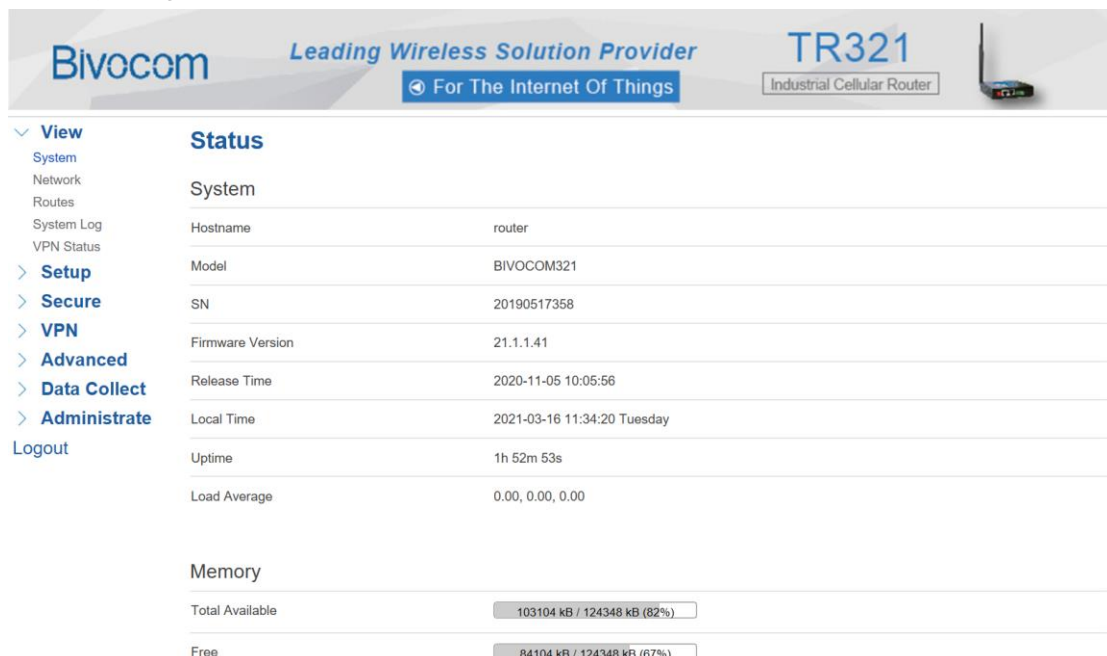 Bivocom
Leading Wireless Solution Provider
For The Internet Of Things
TR321
Industrial Cellular Router
View
System
Network
Routes
System Log
VPN Status
Setup
Secure
VPN
Advanced
Data Collect
Administrate
Logout
Status
System
Hostname router
Model BIVOCOM321
SN 20190517358
Firmware Version 21.1.1.41
Release Time 2020-11-05 10:05:56
Local Time 2021-03-16 11:34:20 Tuesday
Uptime 1h 52m 53s
Load Average 0.00, 0.00, 0.00
Memory
Total Available 103104 kB / 124348 kB (82%)
Free 84104 kB / 124348 kB (67%)